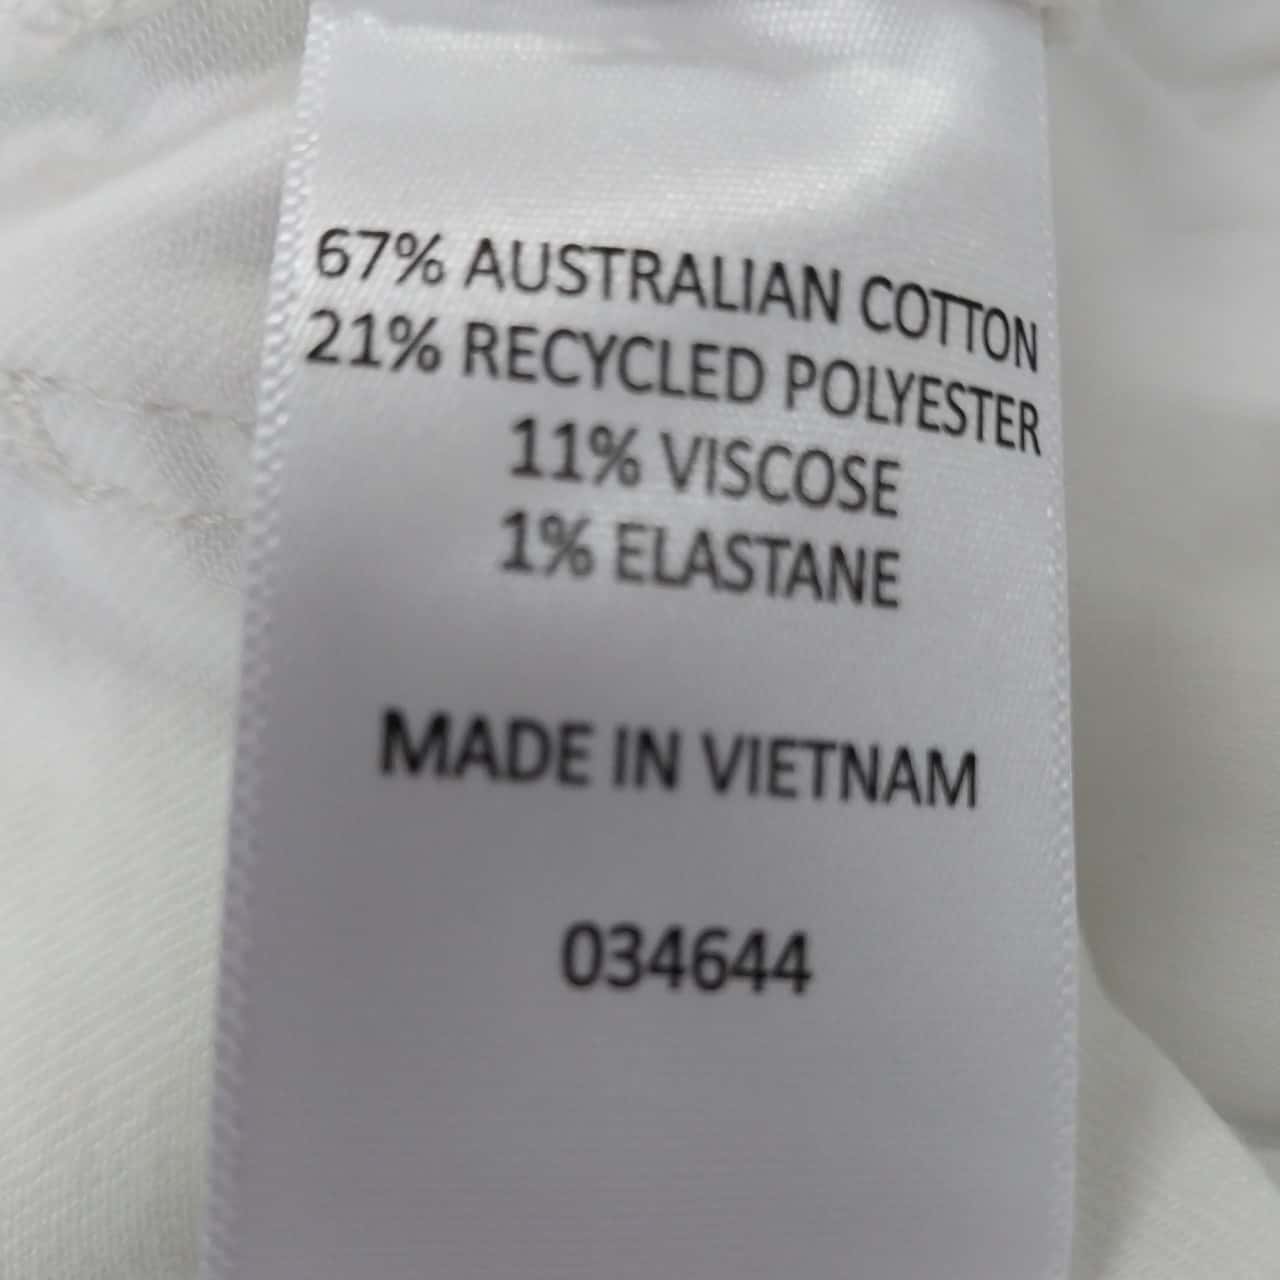 67% AUSTRALIAN COTTON
21% RECYCLED POLYESTER
11% VISCOSE
1% ELASTANE
MADE IN VIETNAM
034644